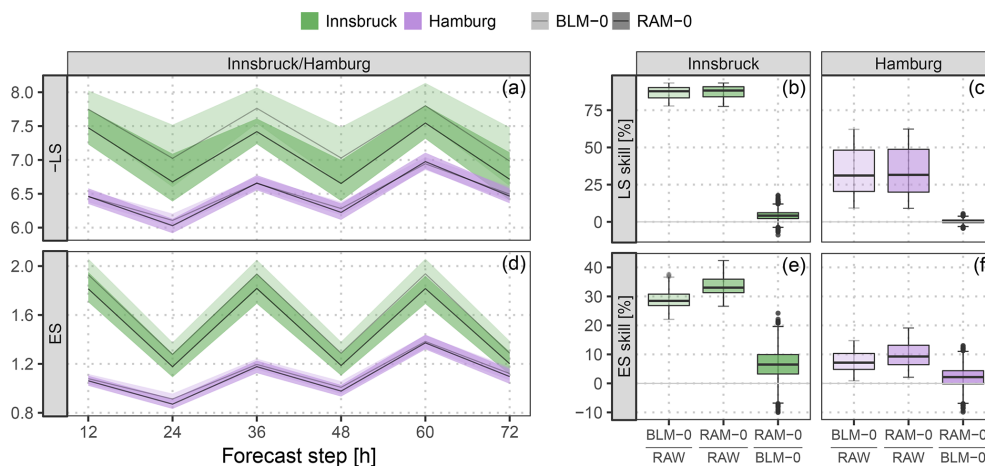 Innsbruck Hamburg BLM-0 RAM-0
Innsbruck/Hamburg
Innsbruck
Hamburg
(a)
−LS
8.0
7.5
7.0
6.5
6.0
(b)
(c)
LS skill [%]
75
50
25
0
(d)
ES
2.0
1.6
1.2
0.8
12 24 36 48 60 72
Forecast step [h]
(e)
(f)
ES skill [%]
40
30
20
10
0
−10
BLM-0 RAM-0 RAM-0 BLM-0 RAM-0 RAM-0
RAW RAW BLM-0 RAW RAW BLM-0